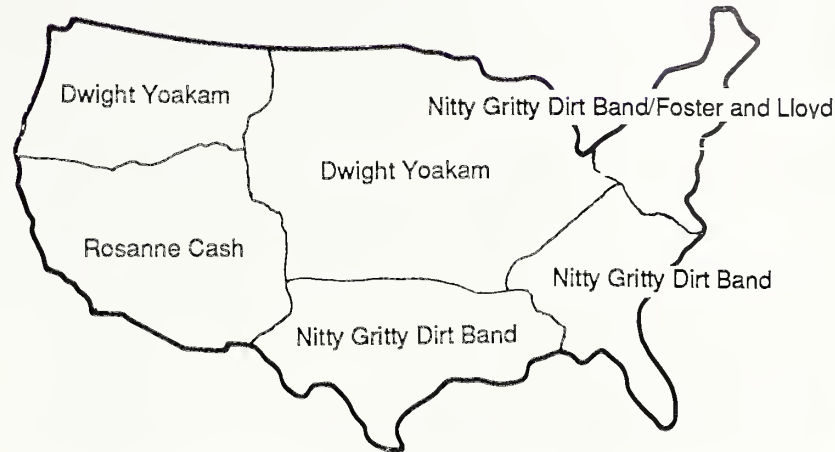 Dwight Yoakam
Nitty Gritty Dirt Band/Foster and Lloyd
Dwight Yoakam
Rosanne Cash
Nitty Gritty Dirt Band
Nitty Gritty Dirt Band